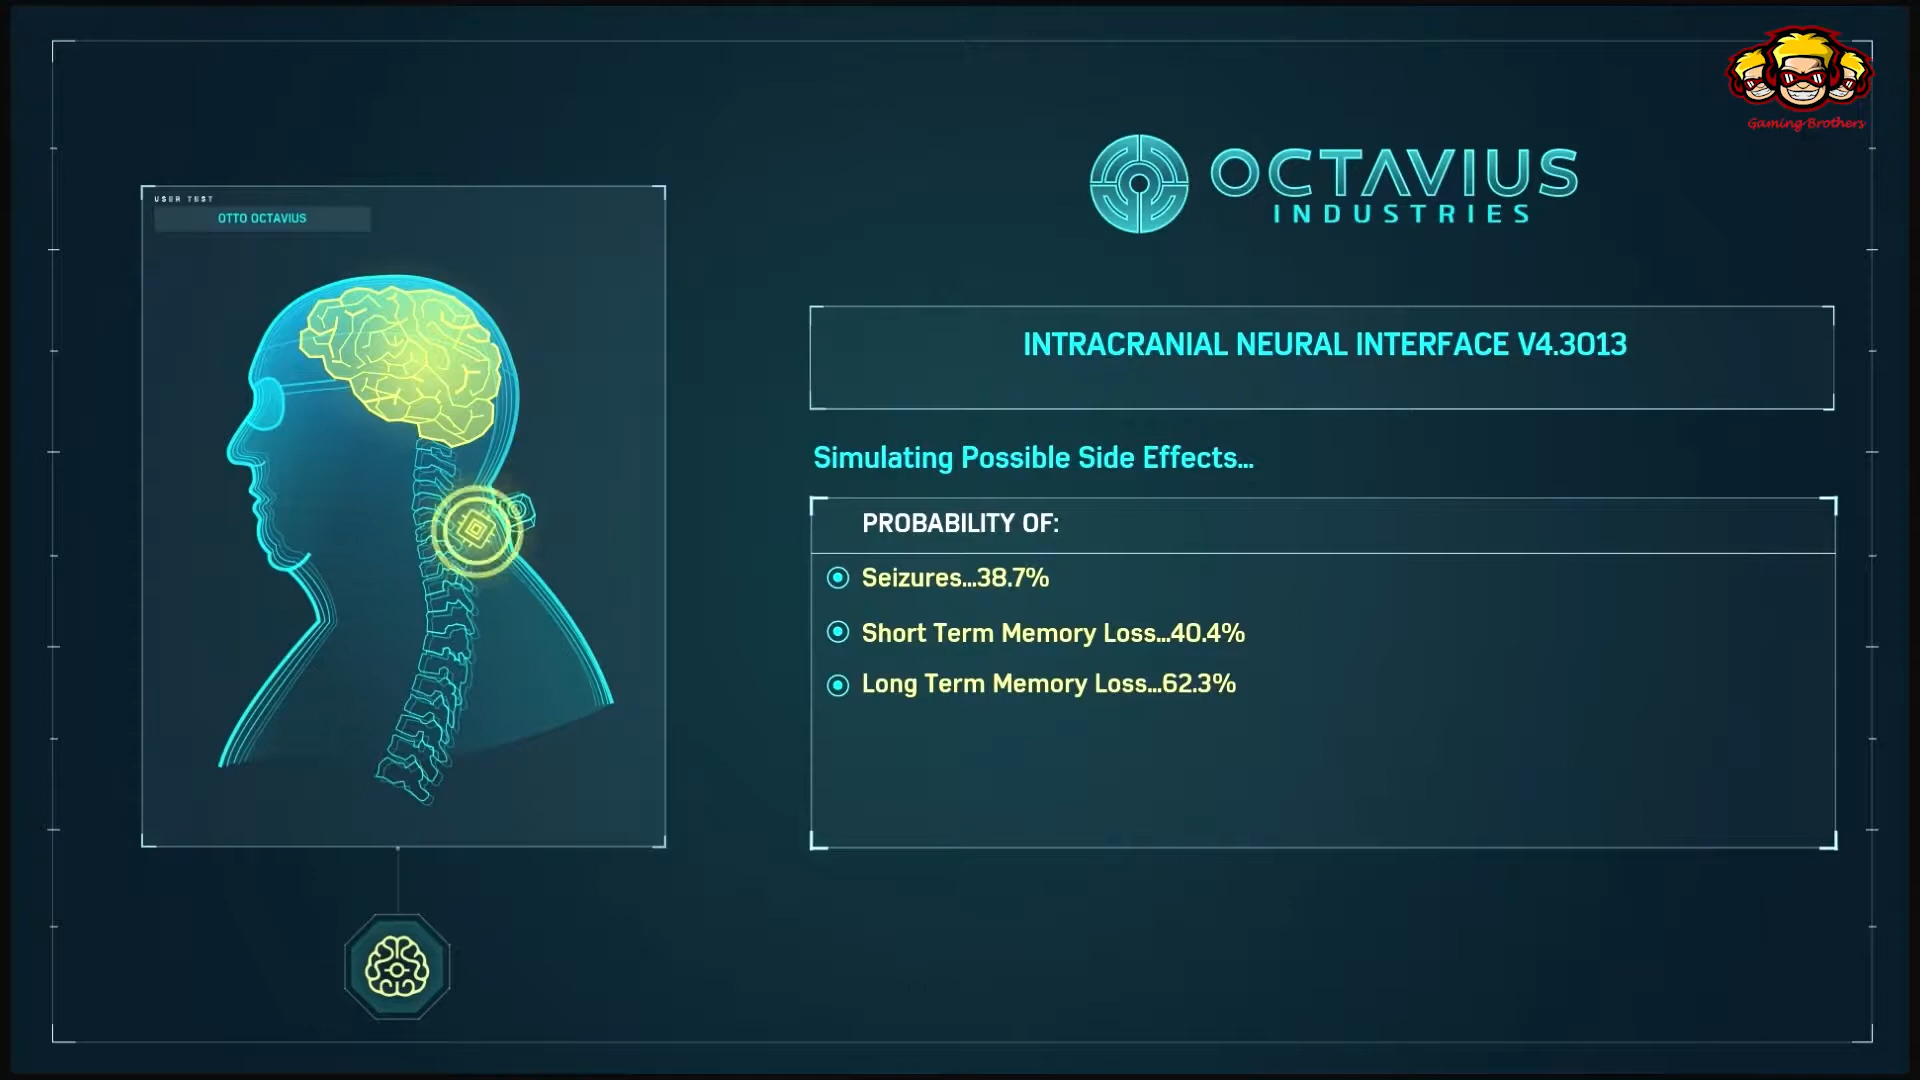 Gaming Brothers
OCTAVIUS
INDUSTRIES
USER TEST
OTTO OCTAVIUS
INTRACRANIAL NEURAL INTERFACE V4.3013
Simulating Possible Side Effects...
PROBABILITY OF:
Seizures...38.7%
Short Term Memory Loss...40.4%
Long Term Memory Loss...62.3%